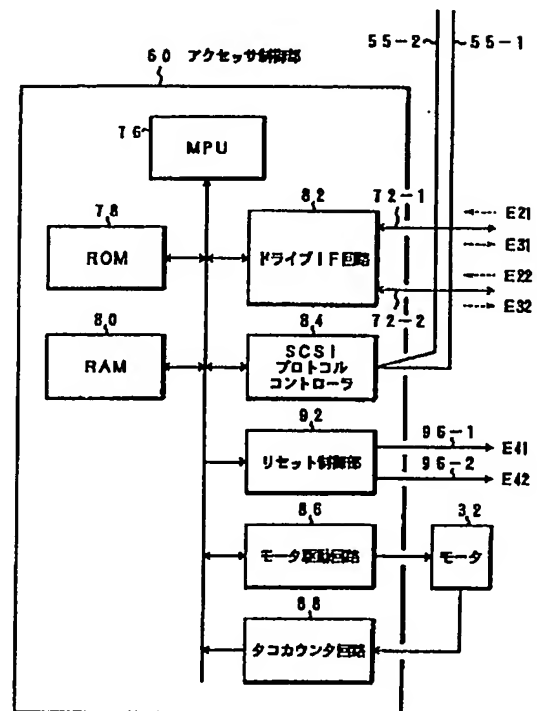 55-2 55-1
60 アクセッサ制御部
76
MPU
82
72-1
E21
78
ROM
ドライブIF回路
E31
E22
80
84
72-2
E32
RAM
SCSI
プロトコル
コントローラ
92
96-1
E41
リセット制御部
96-2
E42
86
32
モータ駆動回路
モータ
88
タコカウンタ回路